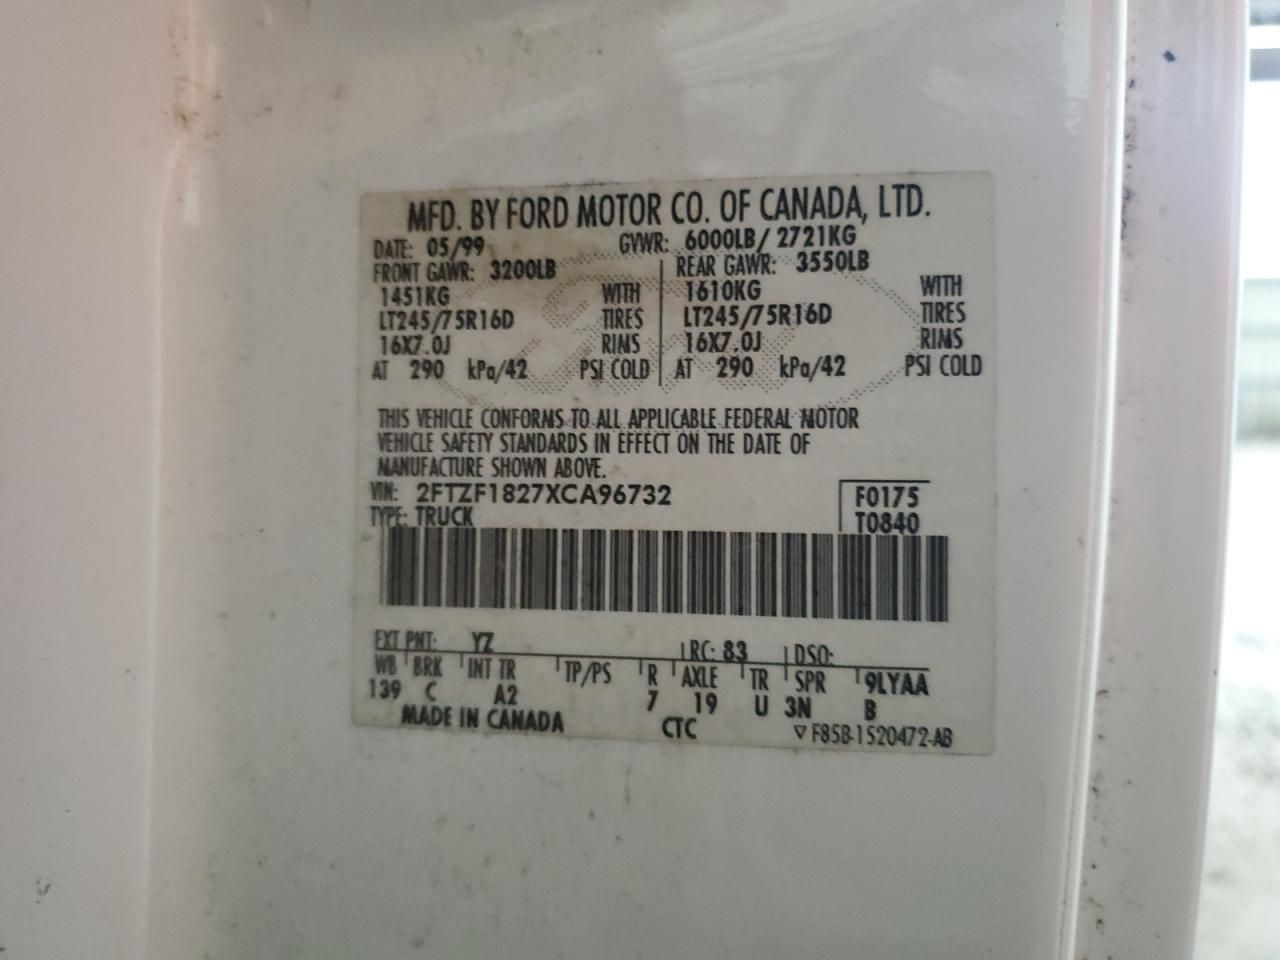 MFD. BY FORD MOTOR CO. OF CANADA, LTD.
DATE: 05/99 GVWR: 6000LB/ 2721KG
FRONT GAWR: 3200LB REAR GAWR: 3550LB
1451KG WITH 1610KG WITH
LT245/75R16D TIRES LT245/75R16D TIRES
16X7.0J RIMS 16X7.0J RIMS
AT 290 kPa/42 PSI COLD AT 290 kPa/42 PSI COLD
THIS VEHICLE CONFORMS TO ALL APPLICABLE FEDERAL MOTOR
VEHICLE SAFETY STANDARDS IN EFFECT ON THE DATE OF
MANUFACTURE SHOWN ABOVE.
VIN: 2FTZF1827XCA96732 F0175
TYPE: TRUCK T0840
EXT PNT: YZ RC: 83 DSO:
WB BRK INT TR TP/PS R AXLE TR SPR 9LYAA
139 C A2 7 19 U 3N B
MADE IN CANADA CTC ▽ F85B-1520472-AB